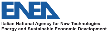 ENEA
Italian National Agency for New Technologies,
Energy and Sustainable Economic Development